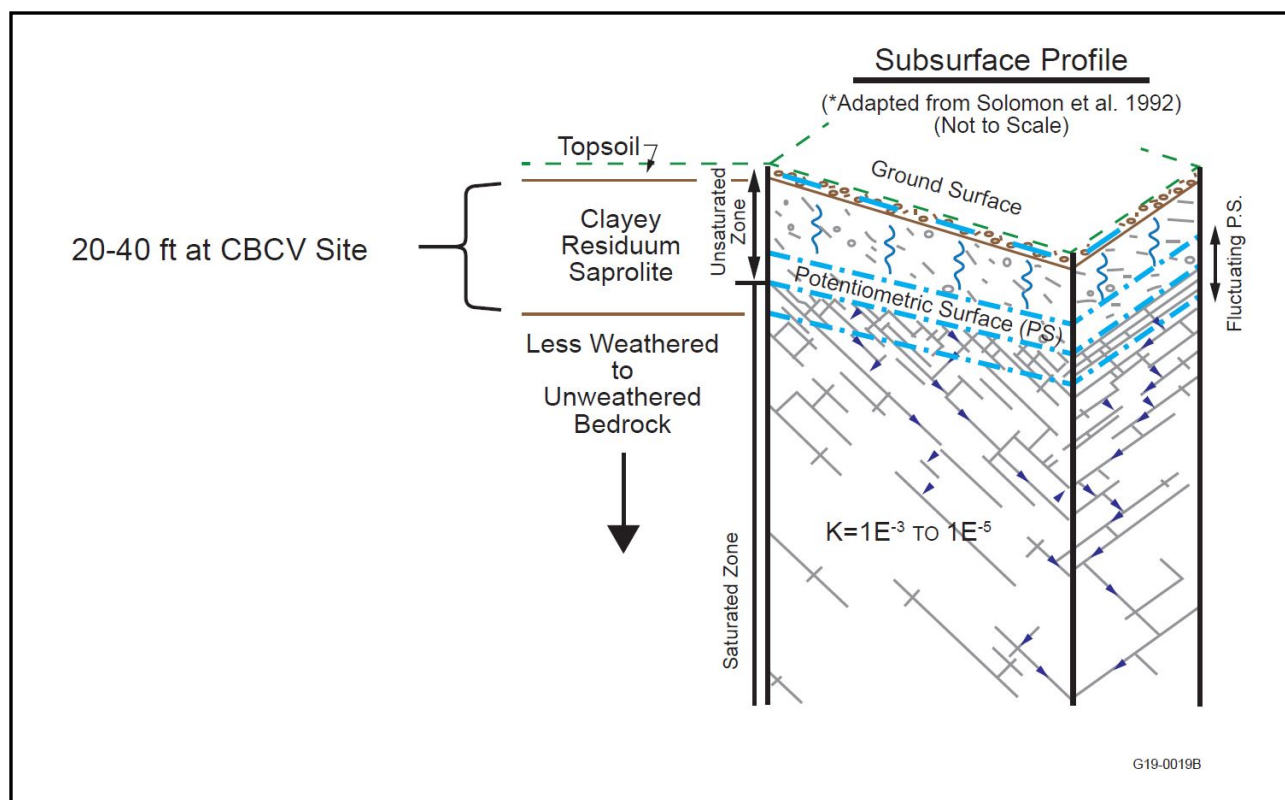 Subsurface Profile
(*Adapted from Solomon et al. 1992)
(Not to Scale)
Topsoil
Ground Surface
Unsaturated
Zone
Fluctuating P.S.
20-40 ft at CBCV Site
Clayey
Residuum
Saprolite
Potentiometric Surface (PS)
Less Weathered
to
Unweathered
Bedrock
K=1E-3 TO 1E-5
Saturated Zone
G19-0019B